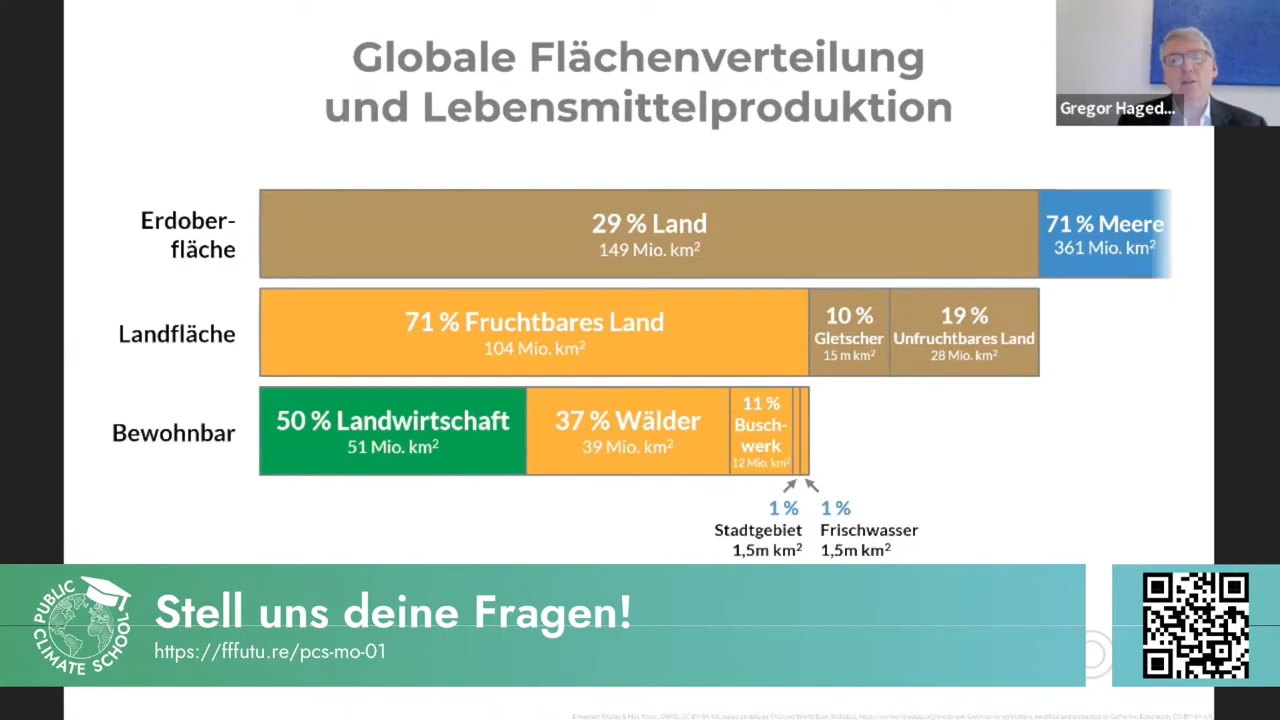 Globale Flächenverteilung
und Lebensmittelproduktion
Gregor Haged...
Erdober-
fläche
29 % Land
149 Mio. km²
71 % Meere
361 Mio. km²
Landfläche
71 % Fruchtbares Land
104 Mio. km²
10 %
Gletscher
15 m km²
19 %
Unfruchtbares Land
28 Mio. km²
Bewohnbar
50 % Landwirtschaft
51 Mio. km²
37 % Wälder
39 Mio. km²
11 %
Busch-
werk
12 Mio. km²
1 %
Stadtgebiet
1,5m km²
1 %
Frischwasser
1,5m km²
PUBLIC
CLIMATE SCHOOL
Stell uns deine Fragen!
https://fffutu.re/pcs-mo-01